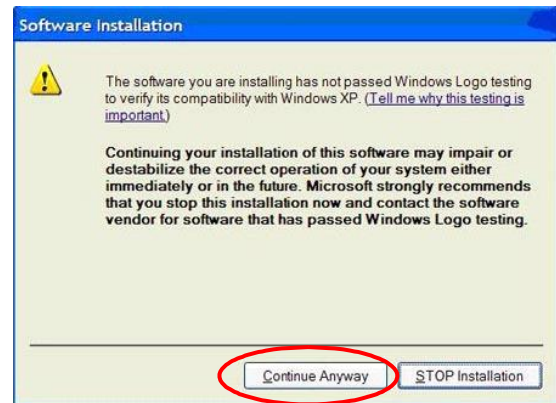 Software Installation
The software you are installing has not passed Windows Logo testing
to verify its compatibility with Windows XP. (Tell me why this testing is
important.)
Continuing your installation of this software may impair or
destabilize the correct operation of your system either
immediately or in the future. Microsoft strongly recommends
that you stop this installation now and contact the software
vendor for software that has passed Windows Logo testing.
Continue Anyway STOP Installation